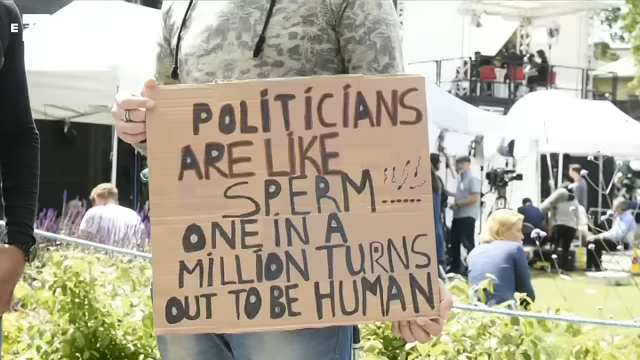 POLITICIANS
ARE LIKE
SPERM......
ONE IN A
MILLION TURNS
OUT TO BE HUMAN